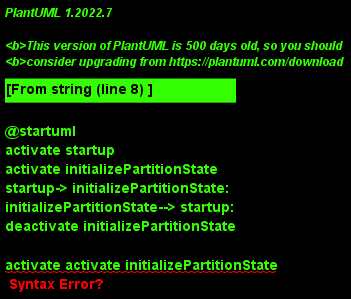 PlantUML 1.2022.7
<b>This version of PlantUML is 500 days old, so you should
<b>consider upgrading from https://plantuml.com/download
[From string (line 8) ]
@startuml
activate startup
activate initializePartitionState
startup-> initializePartitionState:
initializePartitionState--> startup:
deactivate initializePartitionState
activate activate initializePartitionState
Syntax Error?